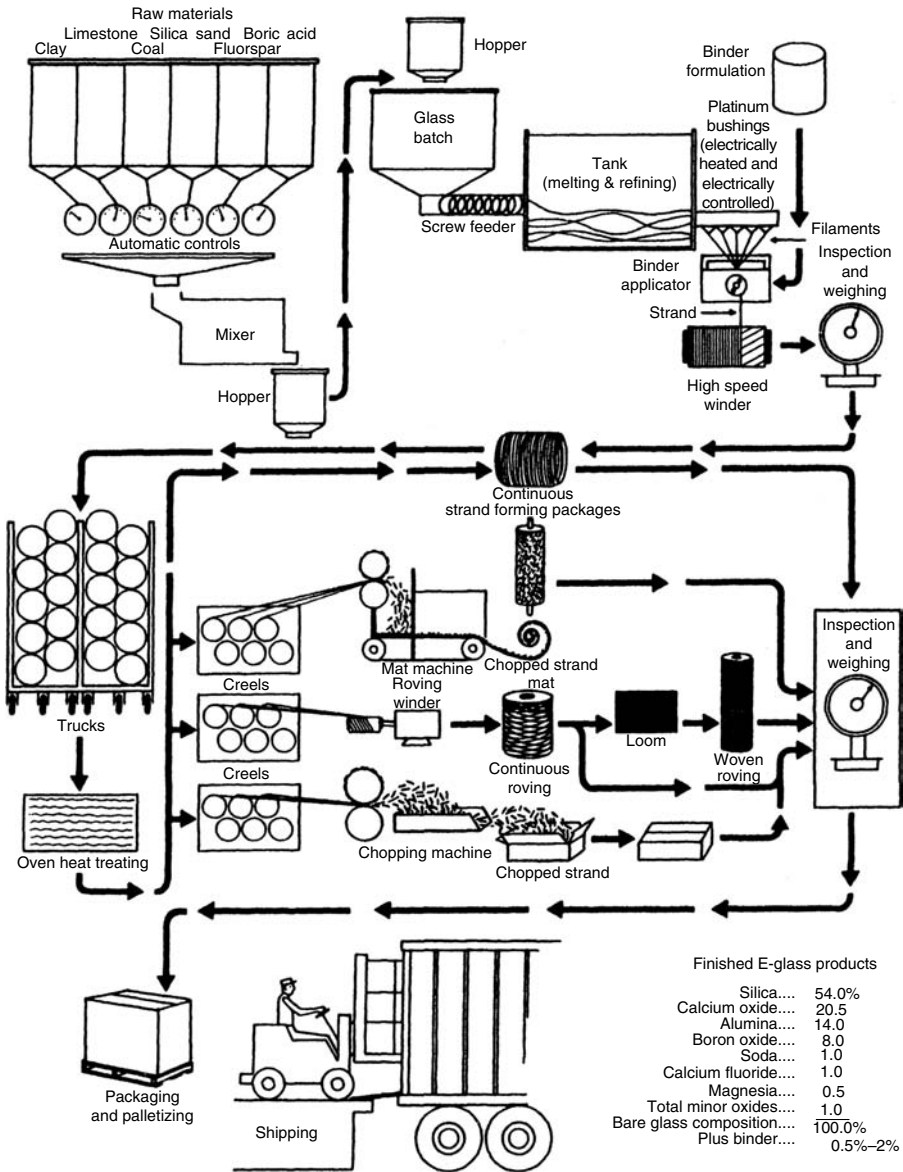 Raw materials
Limestone Silica sand Boric acid
Clay Coal Fluorspar
Automatic controls
Mixer
Hopper
Hopper
Glass
batch
Screw feeder
Tank
(melting & refining)
Binder
formulation
Platinum
bushings
(electrically
heated and
electrically
controlled)
Filaments
Binder
applicator
Inspection
and
weighing
Strand
High speed
winder
Continuous
strand forming packages
Trucks
Oven heat treating
Creels
Mat machine
Chopped strand
mat
Roving
winder
Creels
Continuous
roving
Loom
Woven
roving
Chopping machine
Chopped strand
Inspection
and
weighing
Packaging
and palletizing
Shipping
Finished E-glass products
Silica.... 54.0%
Calcium oxide.... 20.5
Alumina.... 14.0
Boron oxide.... 8.0
Soda.... 1.0
Calcium fluoride.... 1.0
Magnesia.... 0.5
Total minor oxides.... 1.0
Bare glass composition.... 100.0%
Plus binder.... 0.5%–2%